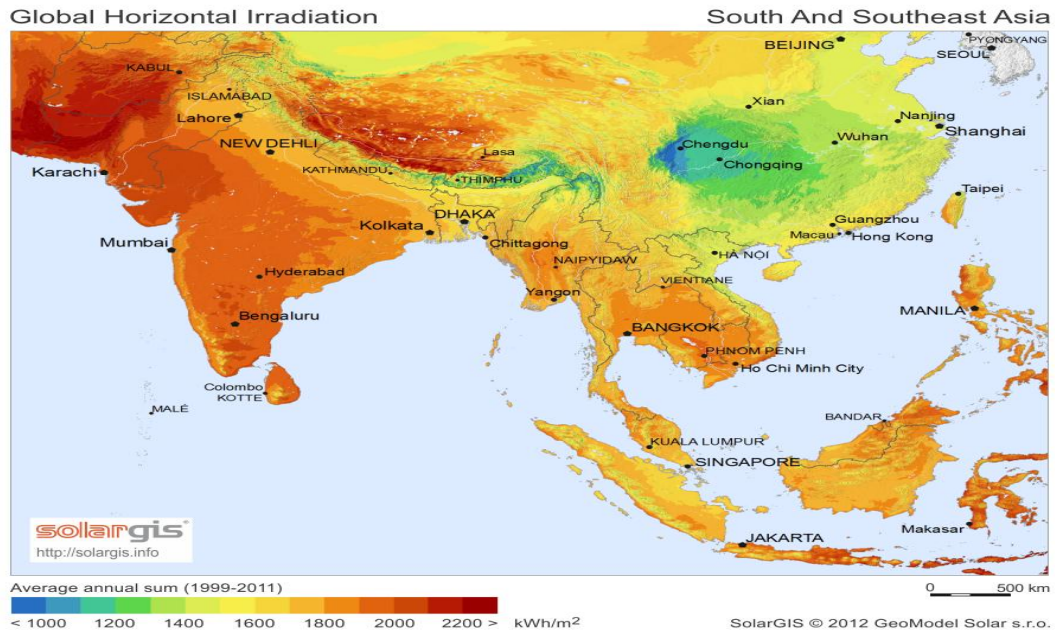 Global Horizontal Irradiation
South And Southeast Asia
BEIJING
PYONGYANG
SEOUL
KABUL
ISLAMABAD
Lahore
Xian
Nanjing
Shanghai
NEW DEHLI
Wuhan
Chengdu
Lasa
Chongqing
KATHMANDU
THIMPHU
Karachi
Taipei
DHAKA
Kolkata
Guangzhou
Macau
Hong Kong
Mumbai
Chittagong
HÀ NỘI
NAIPYIDAW
Hyderabad
VIENTIANE
Yangon
MANILA
Bengaluru
BANGKOK
PHNOM PENH
Ho Chi Minh City
Colombo
KOTTE
MALÉ
BANDAR
KUALA LUMPUR
SINGAPORE
solargis
http://solargis.info
Makasar
JAKARTA
Average annual sum (1999-2011)
0 500 km
< 1000 1200 1400 1600 1800 2000 2200 > kWh/m²
SolarGIS © 2012 GeoModel Solar s.r.o.